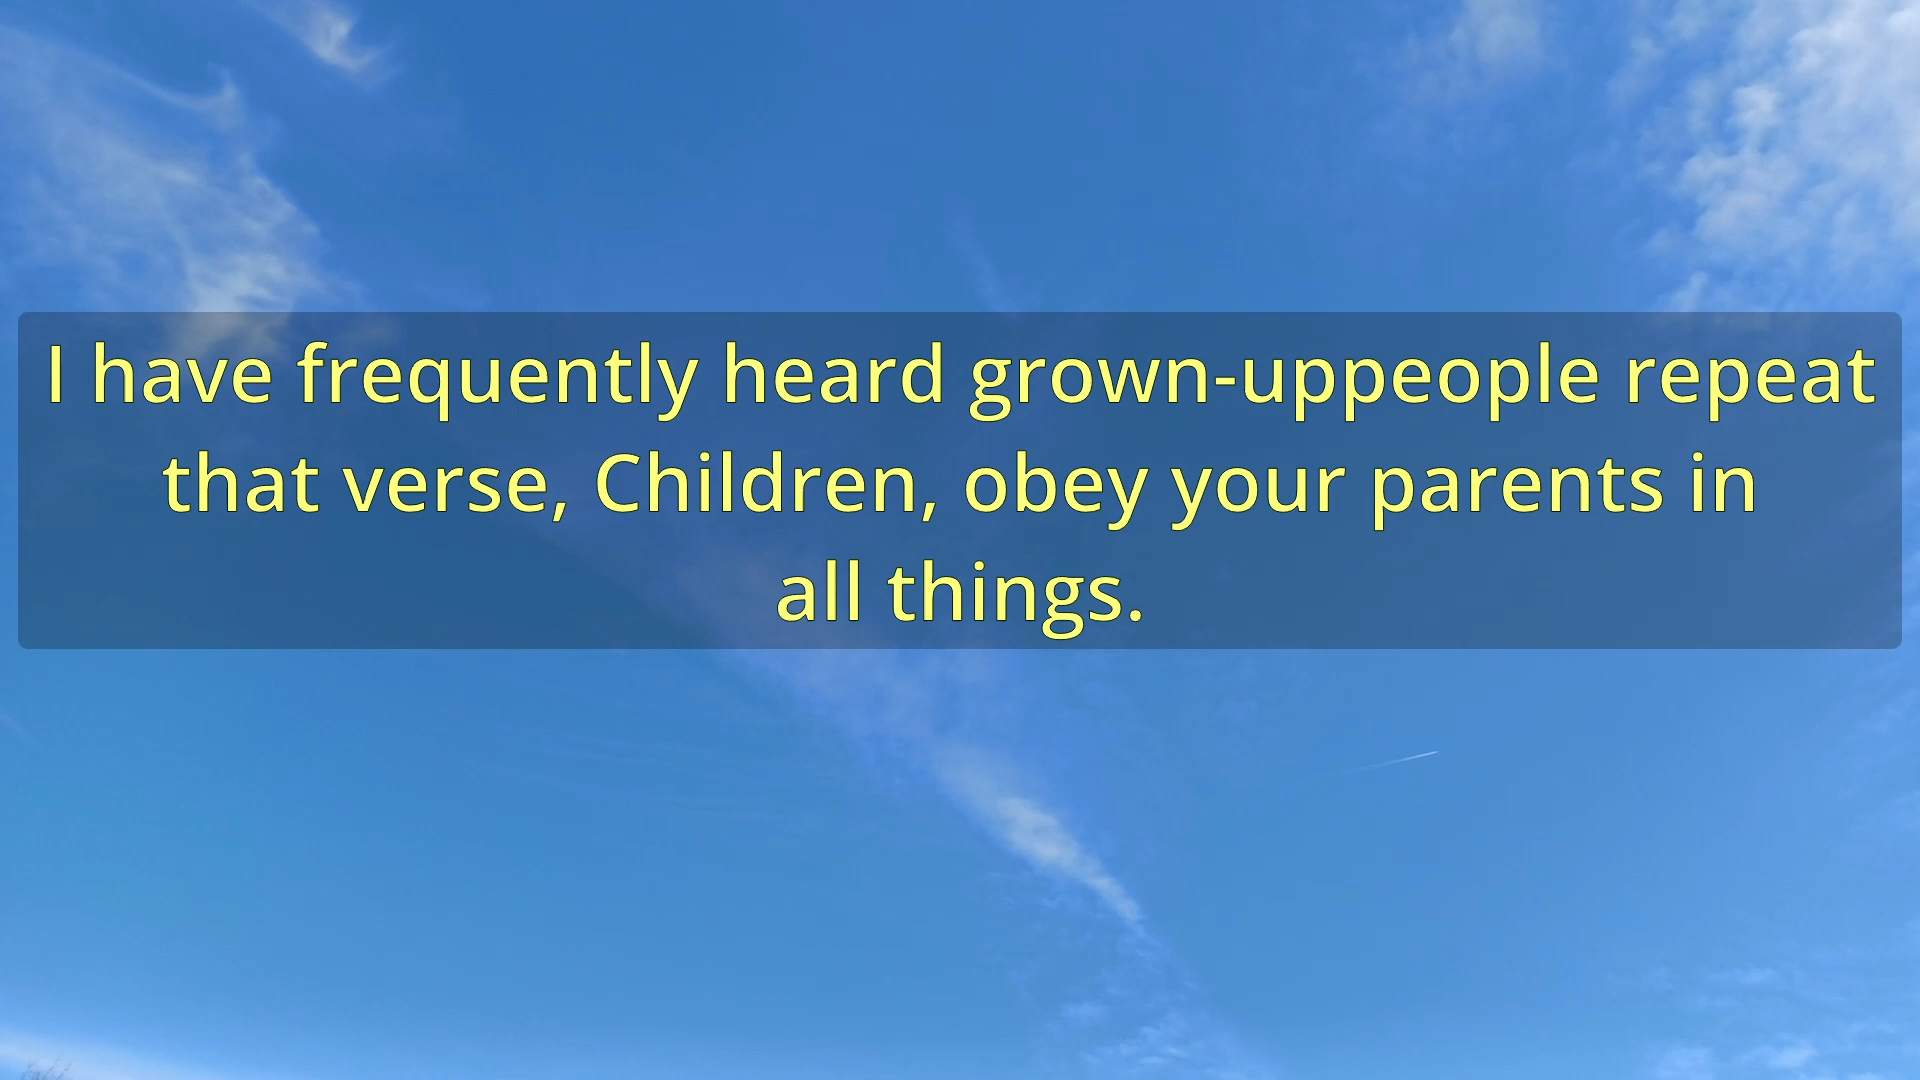 I have frequently heard grown-uppeople repeat
that verse, Children, obey your parents in
all things.